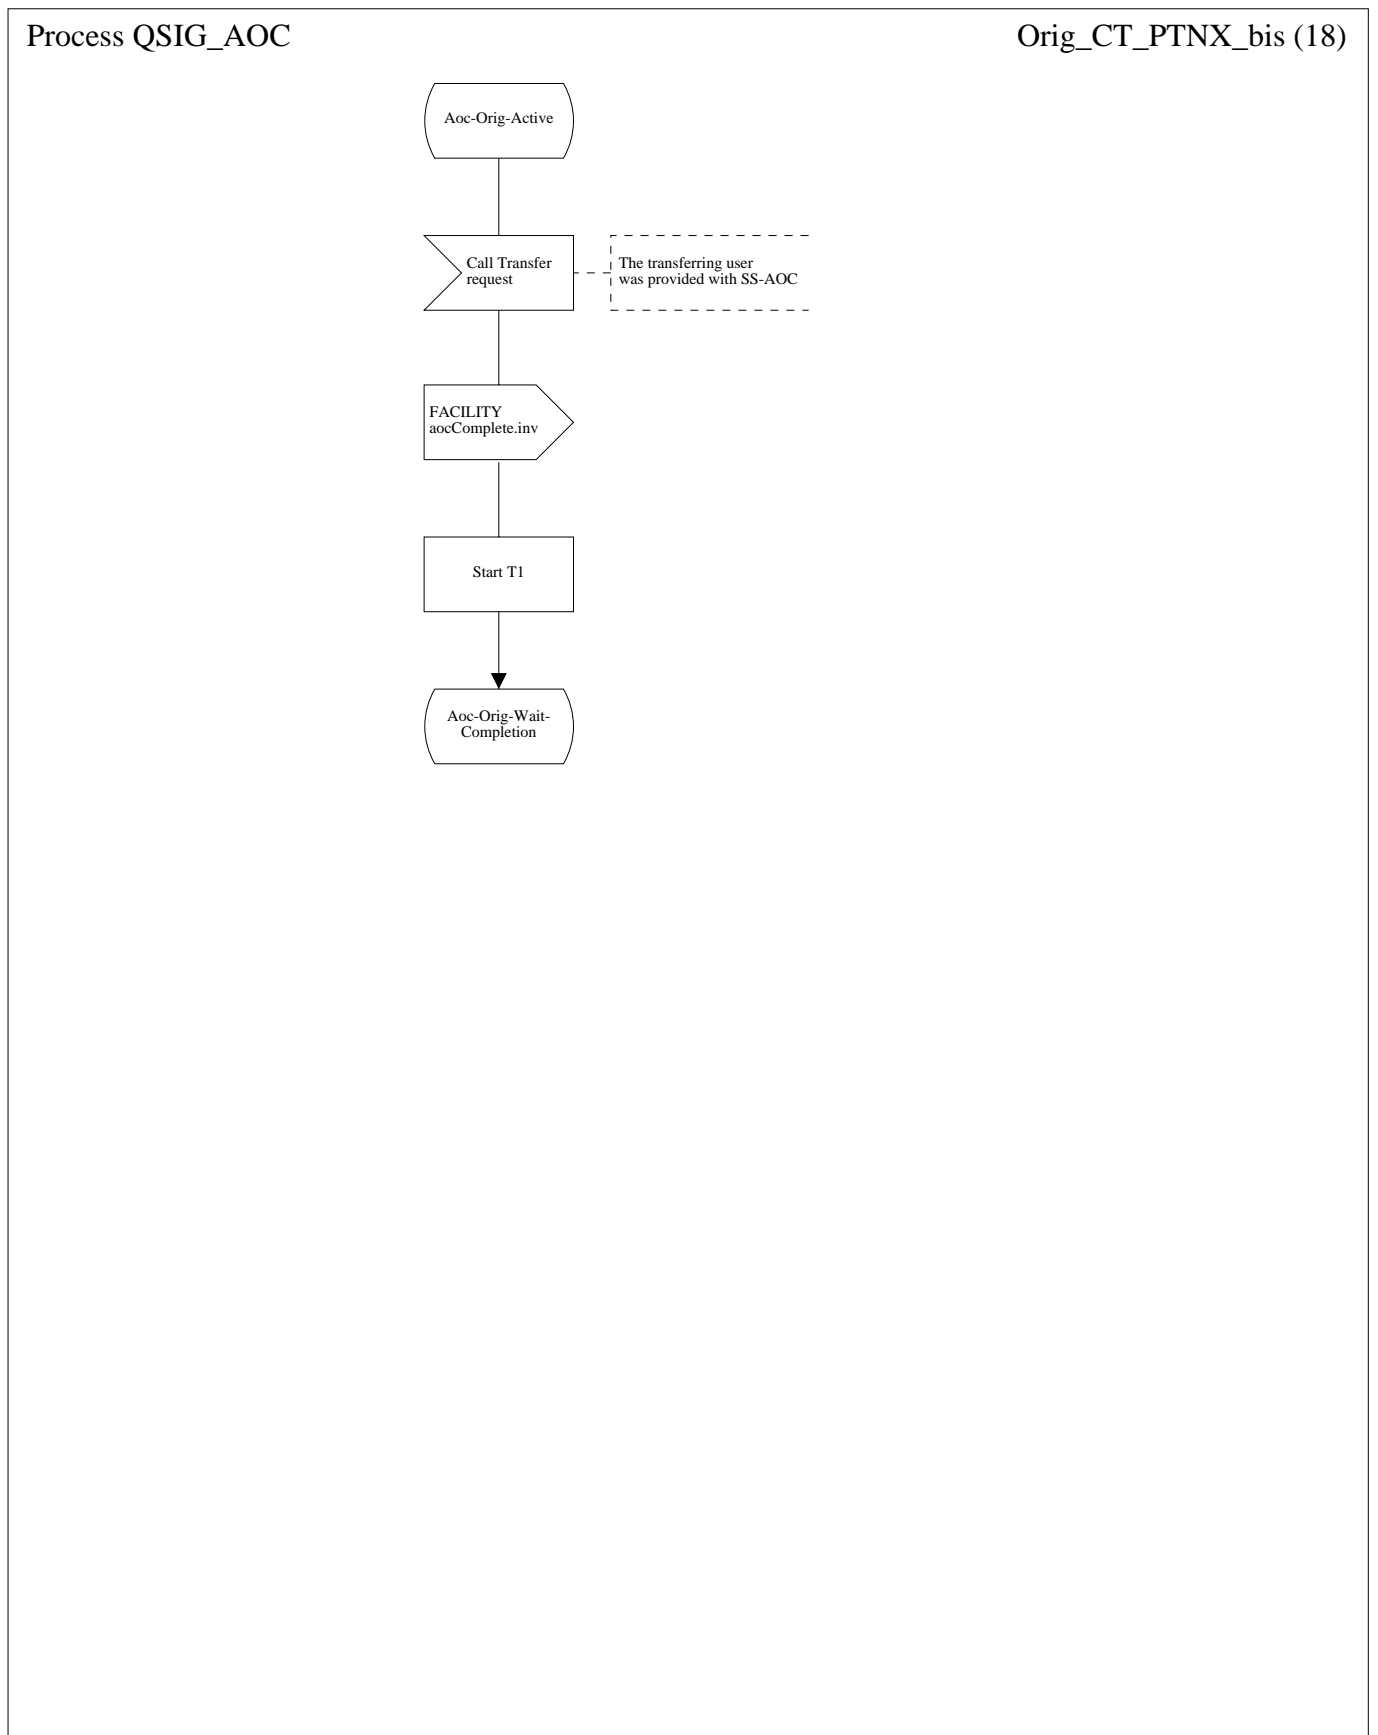 Process QSIG_AOC
Orig_CT_PTNX_bis (18)
Aoc-Orig-Active
Call Transfer
request
The transferring user
was provided with SS-AOC
FACILITY
aocComplete.inv
Start T1
Aoc-Orig-Wait-
Completion